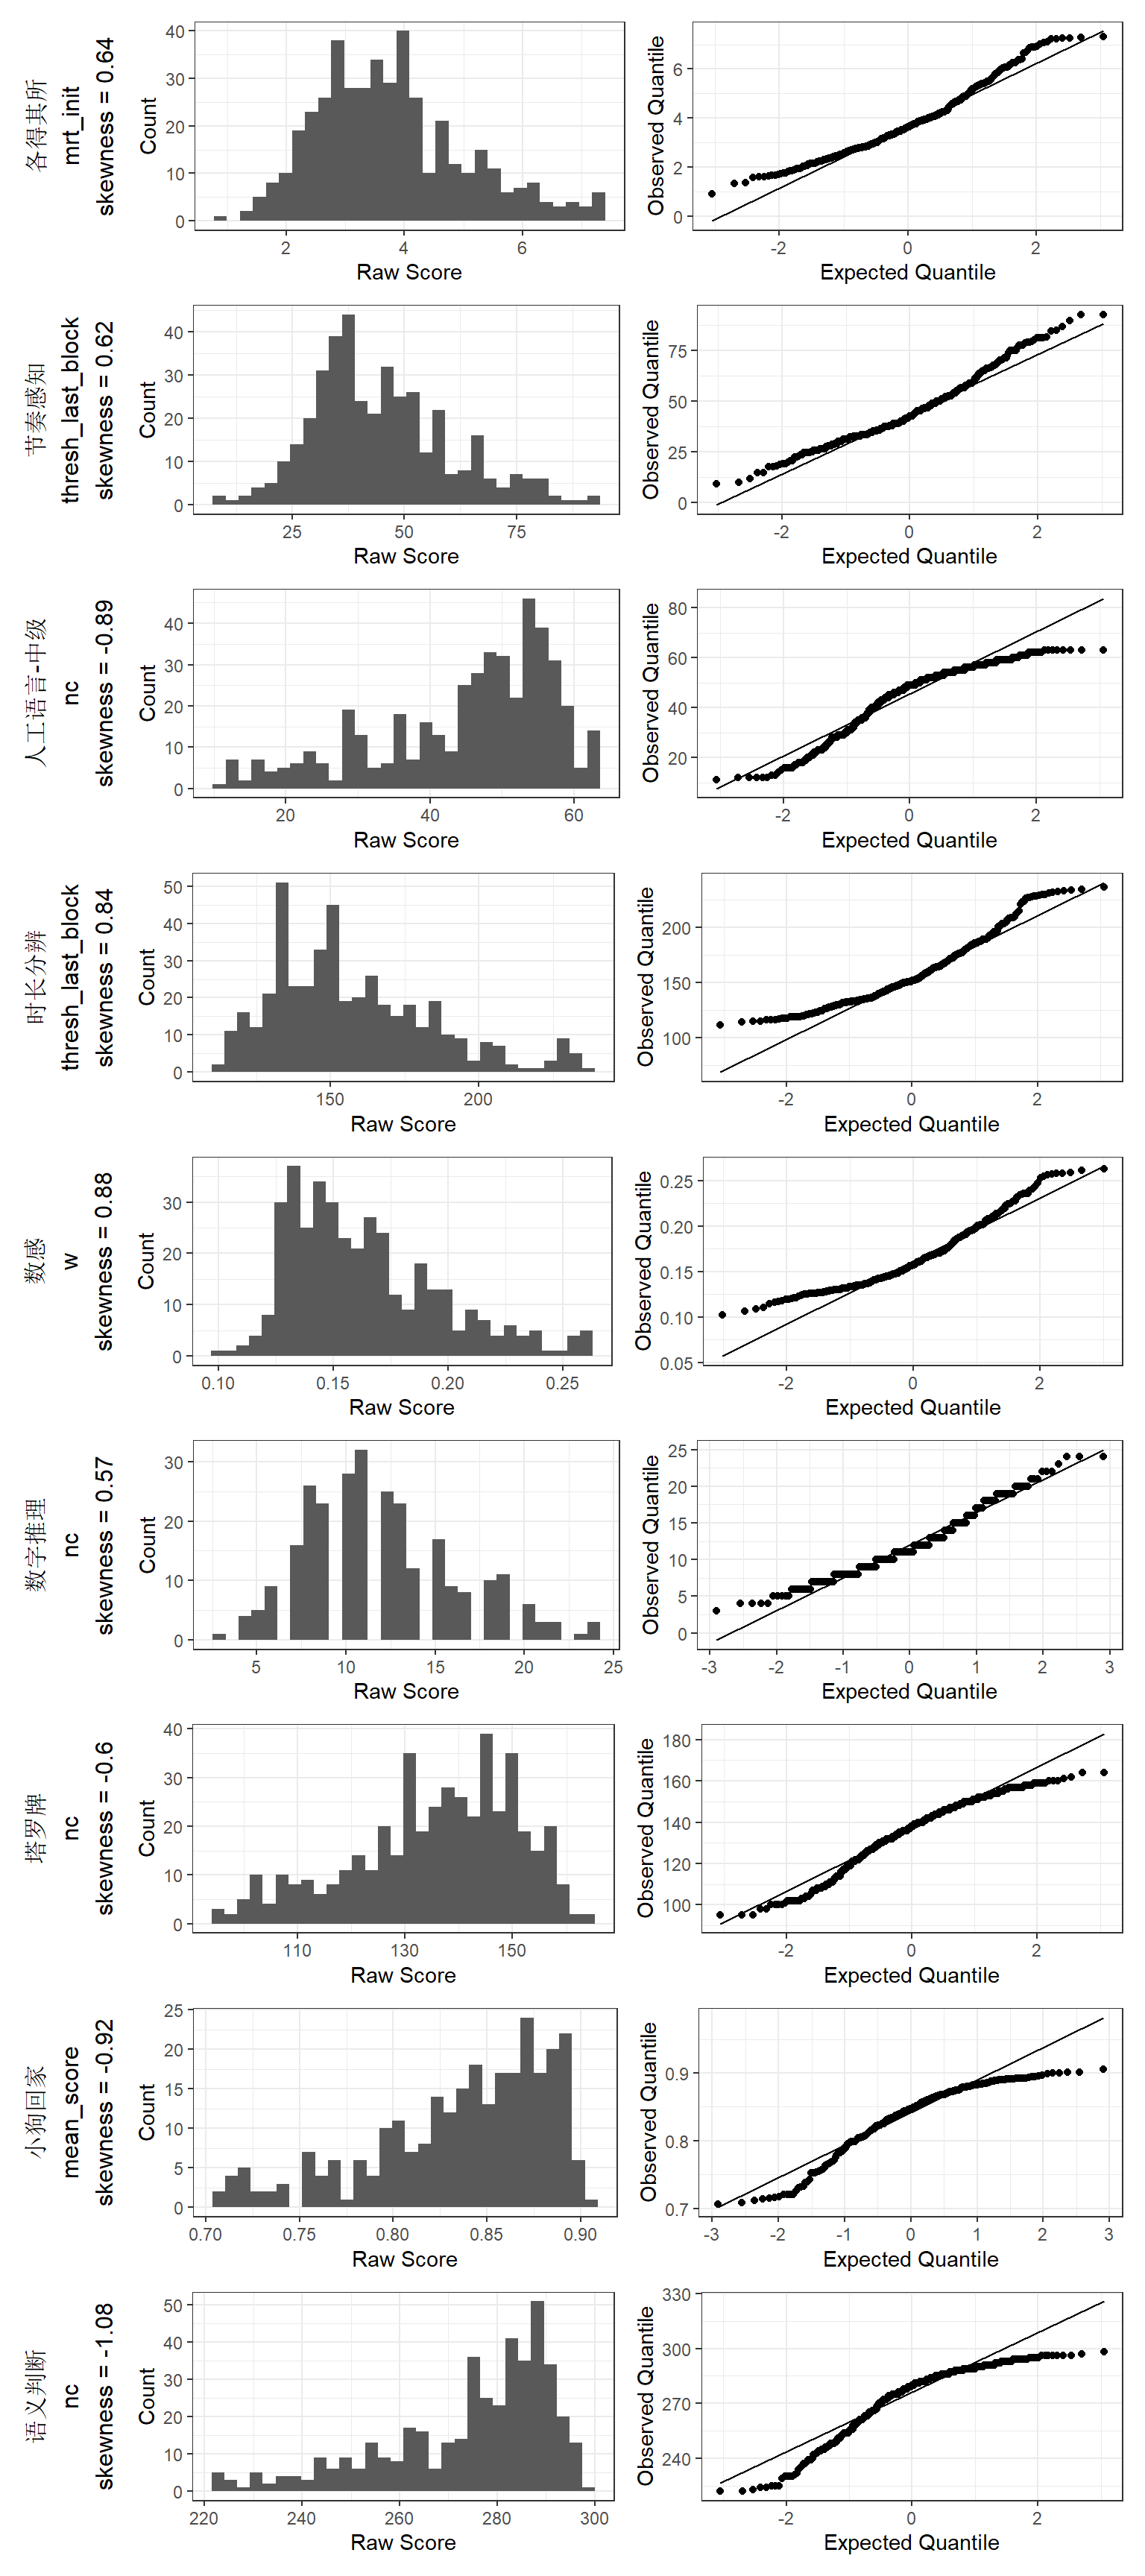 各得其所
mrt_init
skewness = 0.64
Count
40
30
20
10
0
2
4
6
Raw Score
Observed Quantile
6
4
2
0
-2
0
2
Expected Quantile
节奏感知
thresh_last_block
skewness = 0.62
Count
40
30
20
10
0
25
50
75
Raw Score
Observed Quantile
75
50
25
0
-2
0
2
Expected Quantile
人工语言-中级
nc
skewness = -0.89
Count
40
30
20
10
0
20
40
60
Raw Score
Observed Quantile
80
60
40
20
-2
0
2
Expected Quantile
时长分辨
thresh_last_block
skewness = 0.84
Count
50
40
30
20
10
0
150
200
Raw Score
Observed Quantile
200
150
100
-2
0
2
Expected Quantile
数感
w
skewness = 0.88
Count
30
20
10
0
0.10
0.15
0.20
0.25
Raw Score
Observed Quantile
0.25
0.20
0.15
0.10
0.05
-2
0
2
Expected Quantile
数字推理
nc
skewness = 0.57
Count
30
20
10
0
5
10
15
20
25
Raw Score
Observed Quantile
25
20
15
10
5
0
-3
-2
-1
0
1
2
3
Expected Quantile
塔罗牌
nc
skewness = -0.6
Count
40
30
20
10
0
110
130
150
Raw Score
Observed Quantile
180
160
140
120
100
-2
0
2
Expected Quantile
小狗回家
mean_score
skewness = -0.92
Count
25
20
15
10
5
0
0.70
0.75
0.80
0.85
0.90
Raw Score
Observed Quantile
0.9
0.8
0.7
-3
-2
-1
0
1
2
3
Expected Quantile
语义判断
nc
skewness = -1.08
Count
50
40
30
20
10
0
220
240
260
280
300
Raw Score
Observed Quantile
330
300
270
240
-2
0
2
Expected Quantile